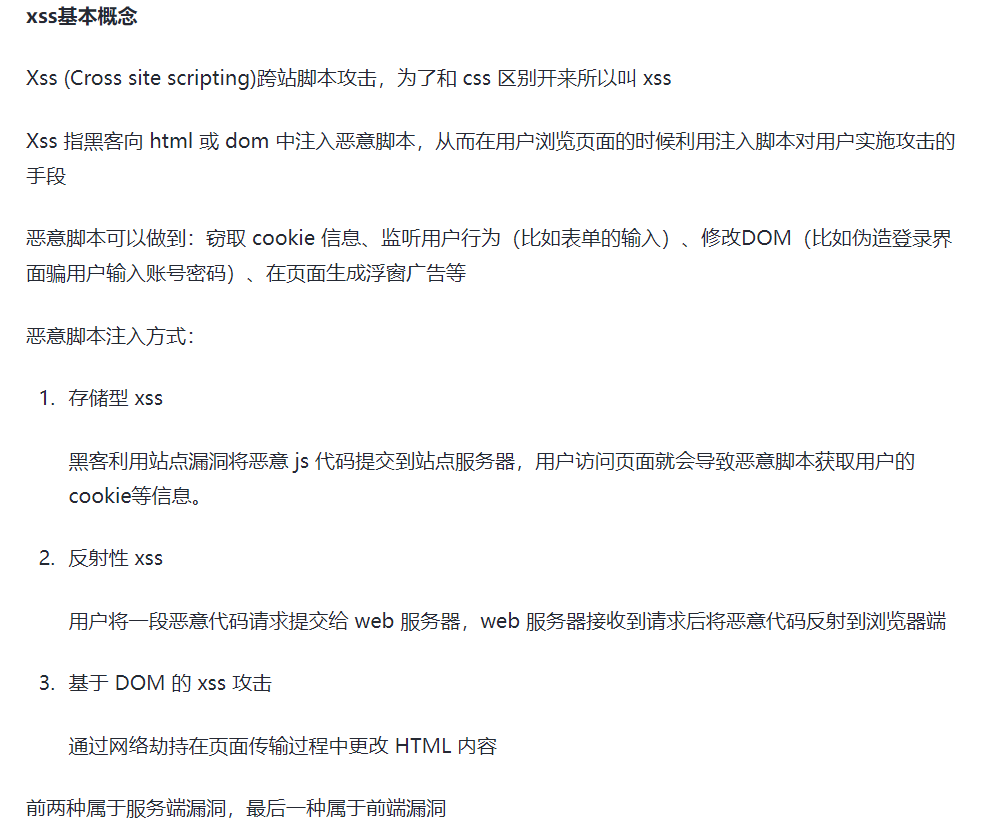 xss基本概念
Xss (Cross site scripting)跨站脚本攻击，为了和 css 区别开来所以叫 xss
Xss 指黑客向 html 或 dom 中注入恶意脚本，从而在用户浏览页面的时候利用注入脚本对用户实施攻击的
手段
恶意脚本可以做到：窃取 cookie 信息、监听用户行为（比如表单的输入）、修改DOM（比如伪造登录界
面骗用户输入账号密码）、在页面生成浮窗广告等
恶意脚本注入方式：
1. 存储型 xss
黑客利用站点漏洞将恶意 js 代码提交到站点服务器，用户访问页面就会导致恶意脚本获取用户的
cookie等信息。
2. 反射性 xss
用户将一段恶意代码请求提交给 web 服务器，web 服务器接收到请求后将恶意代码反射到浏览器端
3. 基于 DOM 的 xss 攻击
通过网络劫持在页面传输过程中更改 HTML 内容
前两种属于服务端漏洞，最后一种属于前端漏洞